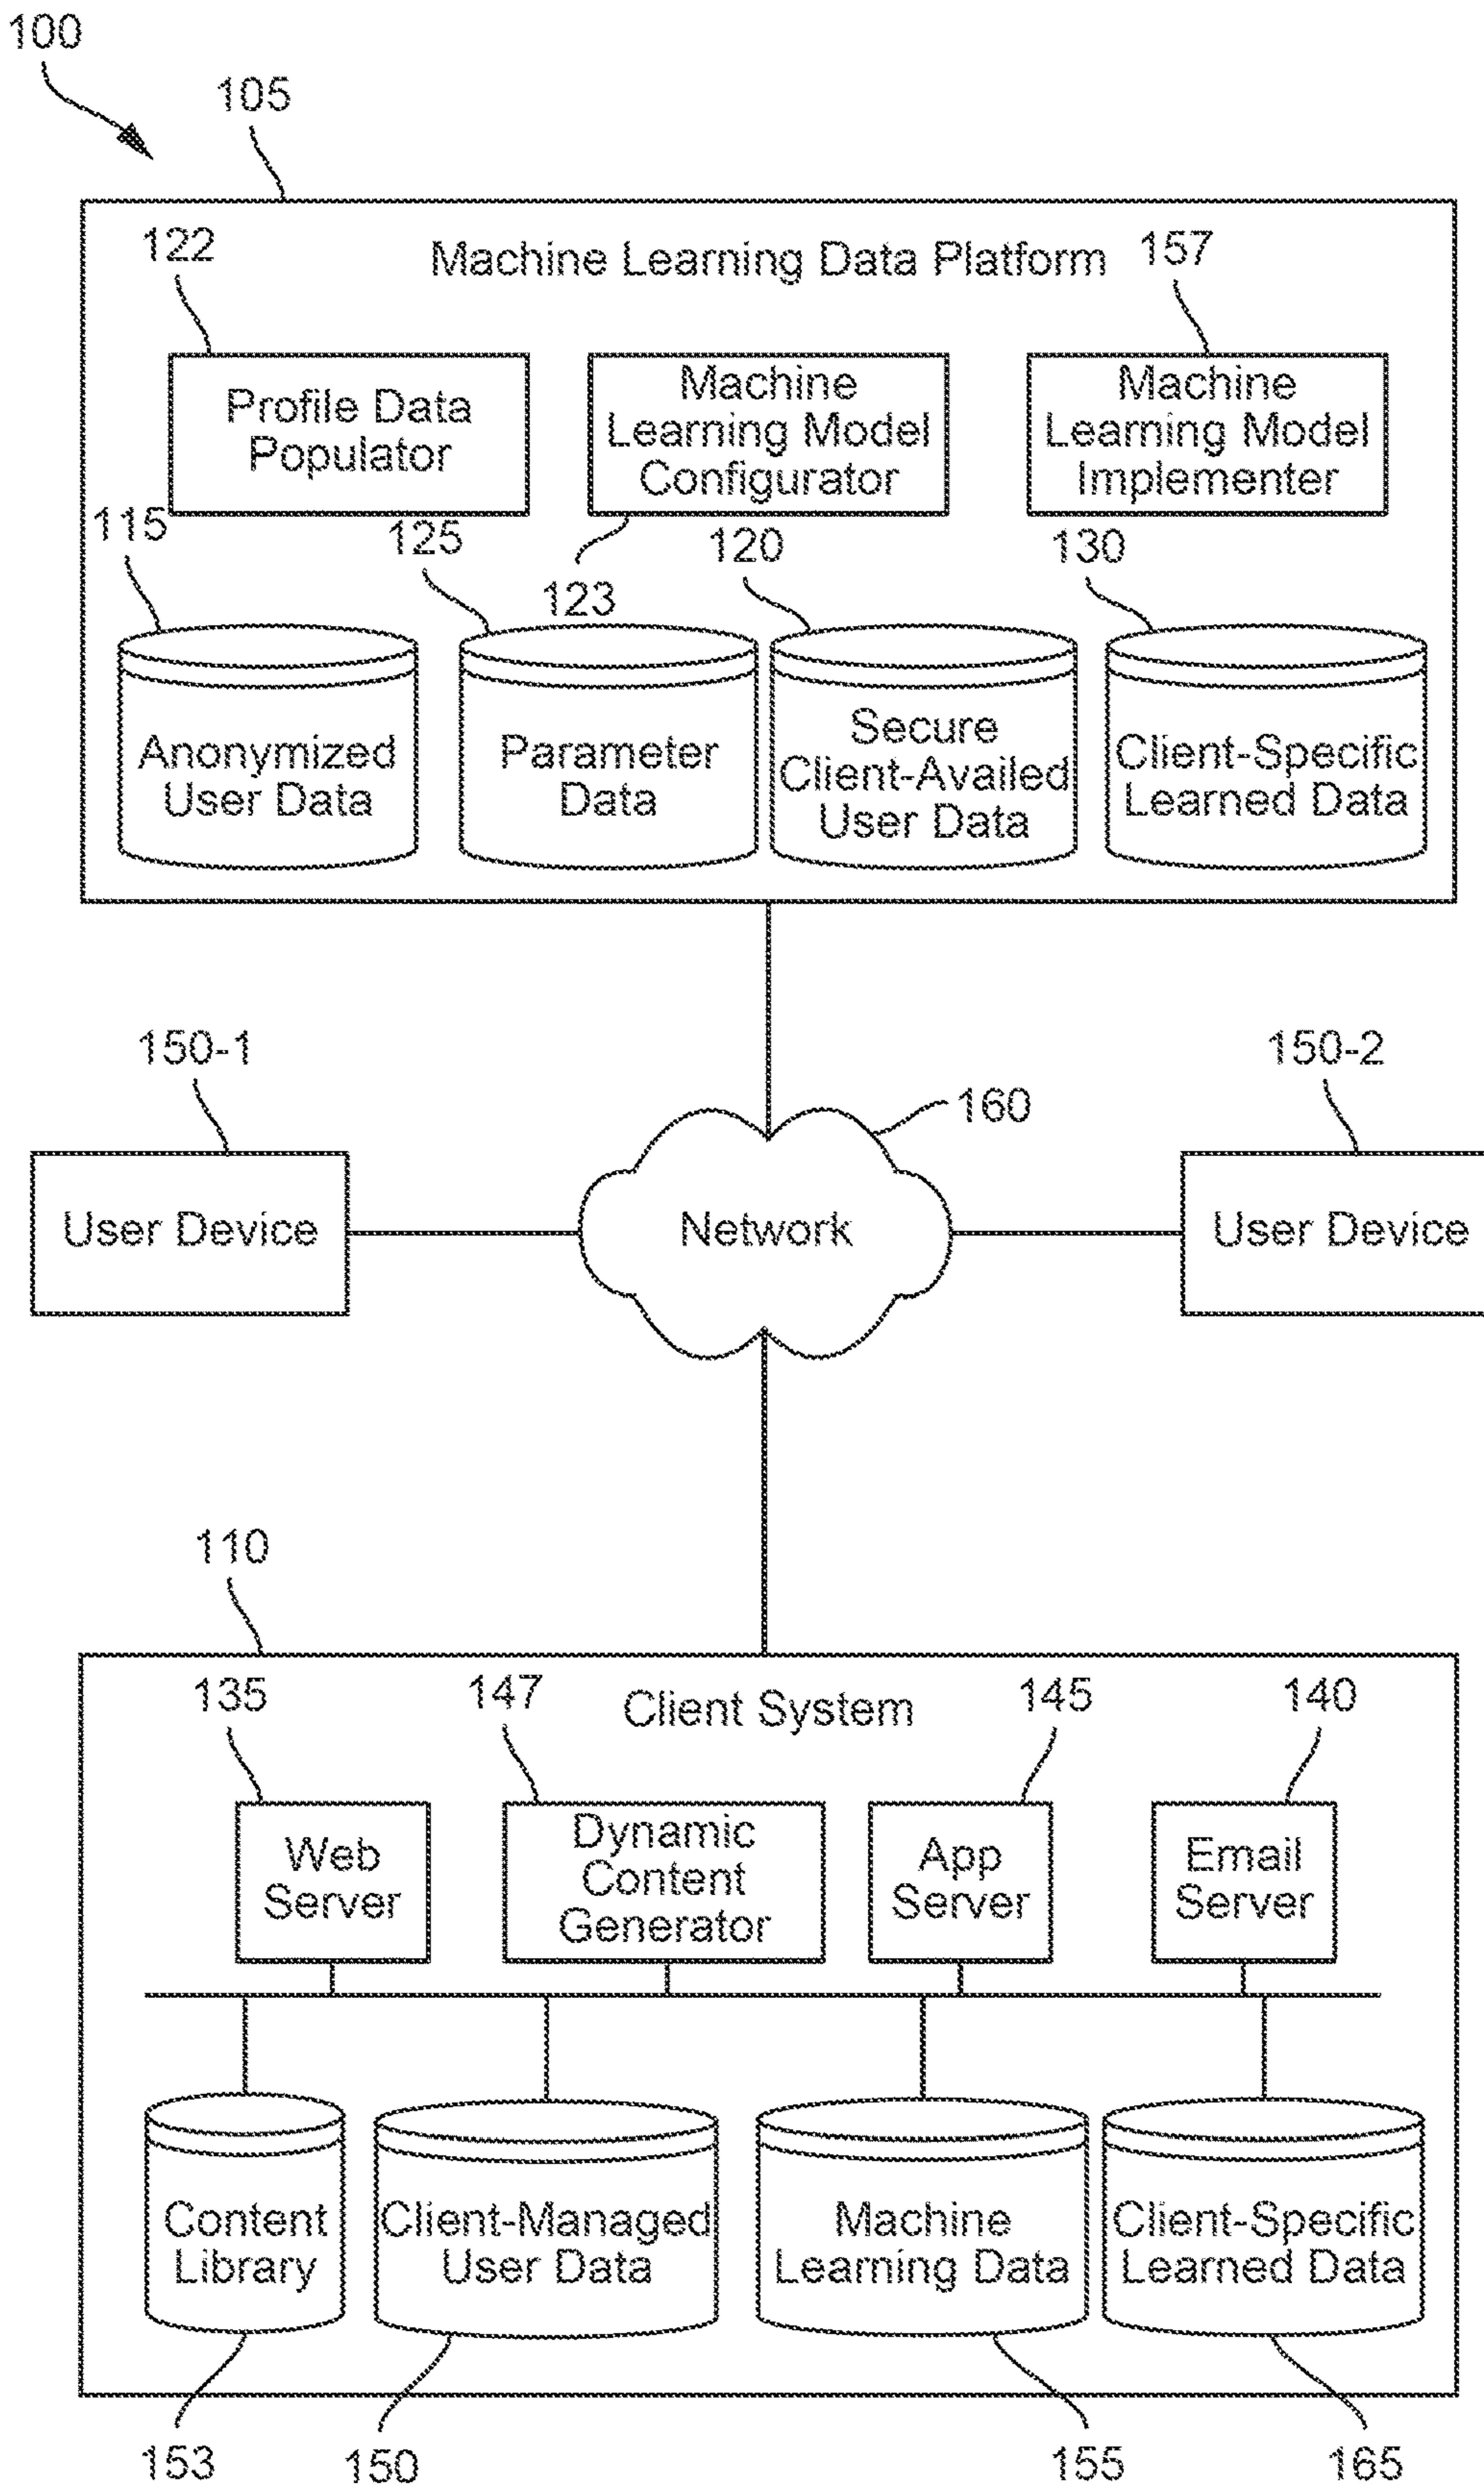 100
105
122
Machine Learning Data Platform
157
Profile Data
Populator
Machine
Learning Model
Configurator
Machine
Learning Model
Implementer
115
125
123
120
130
Anonymized
User Data
Parameter
Data
Secure
Client-Availed
User Data
Client-Specific
Learned Data
150-1
150-2
160
User Device
Network
User Device
110
135
147
Client System
145
140
Web
Server
Dynamic
Content
Generator
App
Server
Email
Server
Content
Library
Client-Managed
User Data
Machine
Learning Data
Client-Specific
Learned Data
153
150
155
165